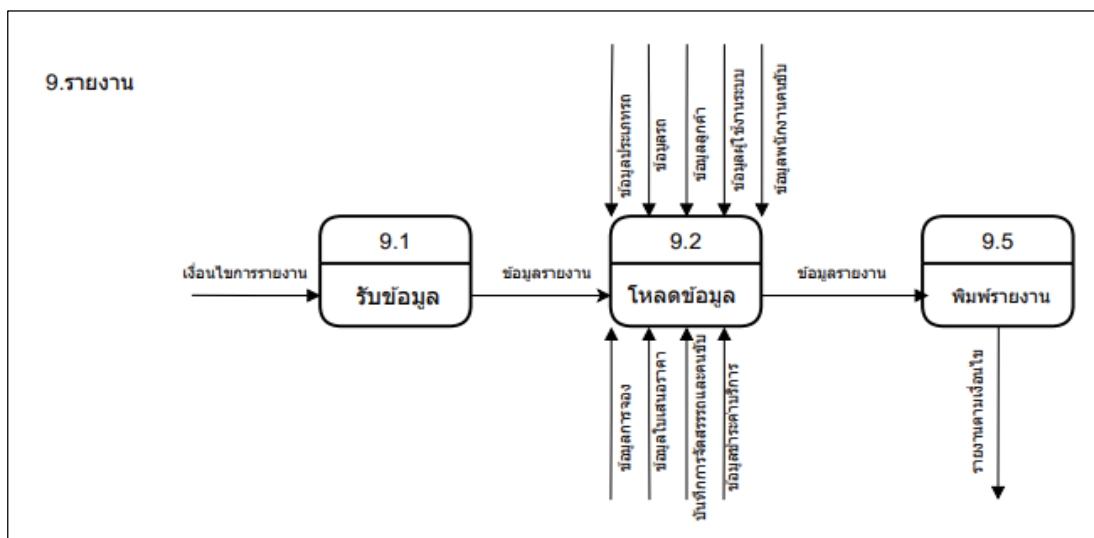 9.รายงาน
ข้อมูลประเภทรถ
ข้อมูลรถ
ข้อมูลลูกค้า
ข้อมูลผู้ใช้งานระบบ
ข้อมูลพนักงานคนขับ
9.1
9.2
9.5
เงื่อนไขการรายงาน
รับข้อมูล
ข้อมูลรายงาน
โหลดข้อมูล
ข้อมูลรายงาน
พิมพ์รายงาน
ข้อมูลการจอง
ข้อมูลใบเสนอราคา
บันทึกการจัดสรรรถและคนขับ
ข้อมูลชำระค่าบริการ
รายงานตามเงื่อนไข